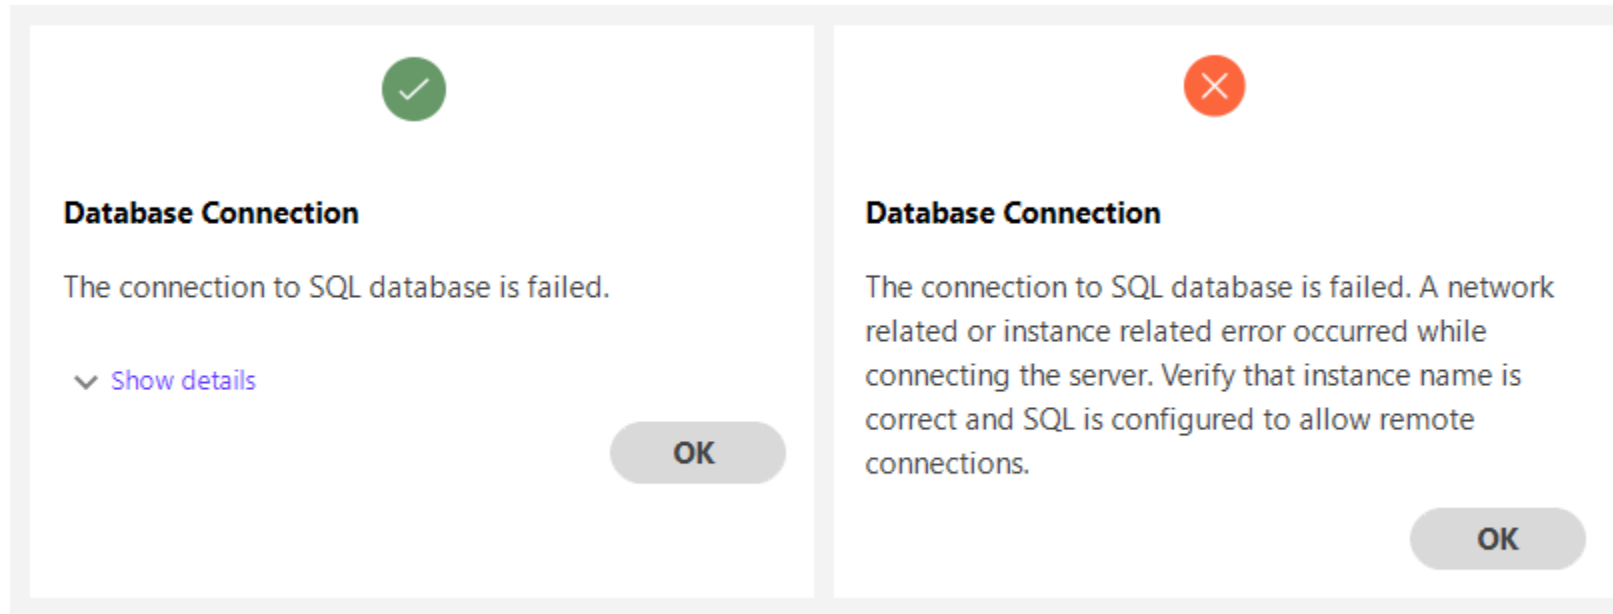 Database Connection
The connection to SQL database is failed.
Show details
OK
Database Connection
The connection to SQL database is failed. A network
related or instance related error occurred while
connecting the server. Verify that instance name is
correct and SQL is configured to allow remote
connections.
OK